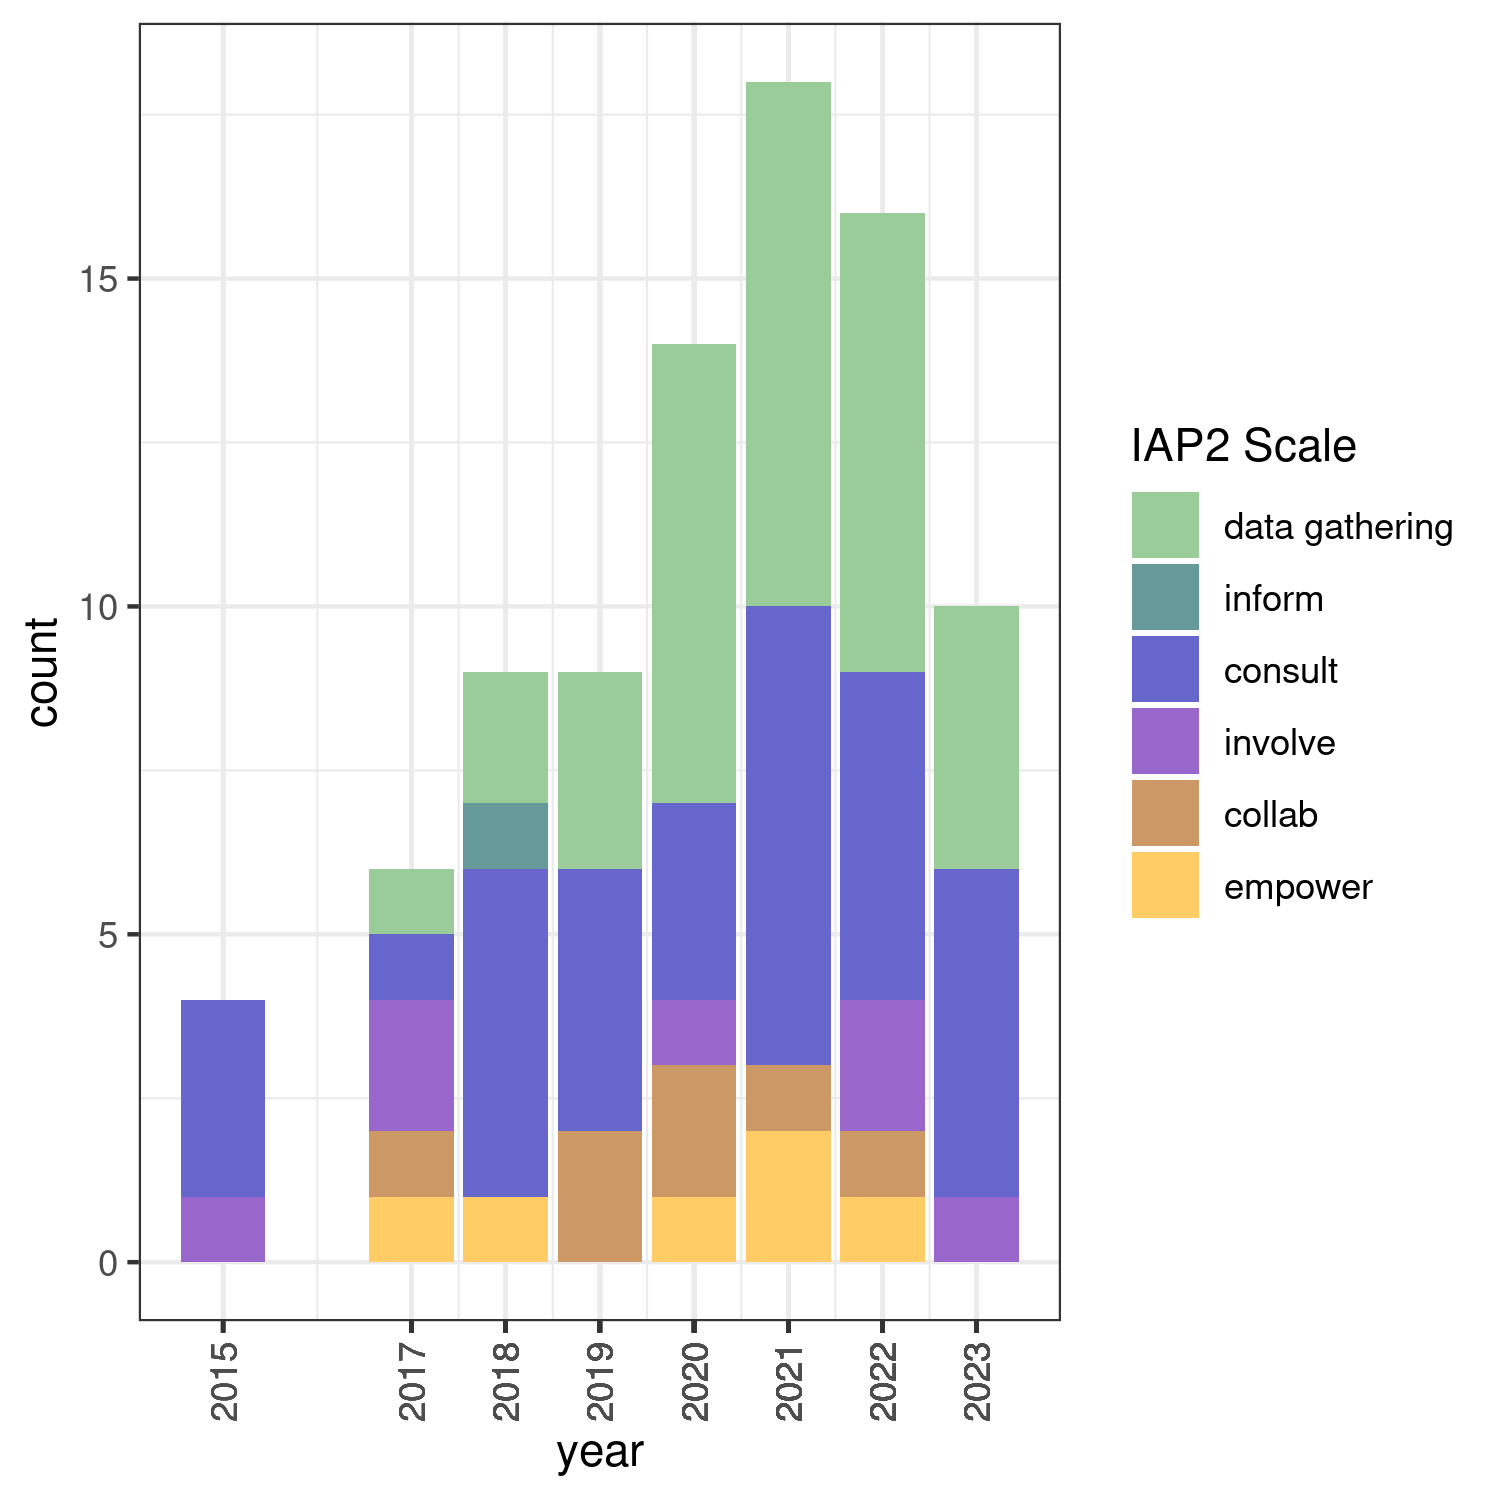 count
15
10
5
0
2015
2017
2018
2019
2020
2021
2022
2023
year
IAP2 Scale
data gathering
inform
consult
involve
collab
empower